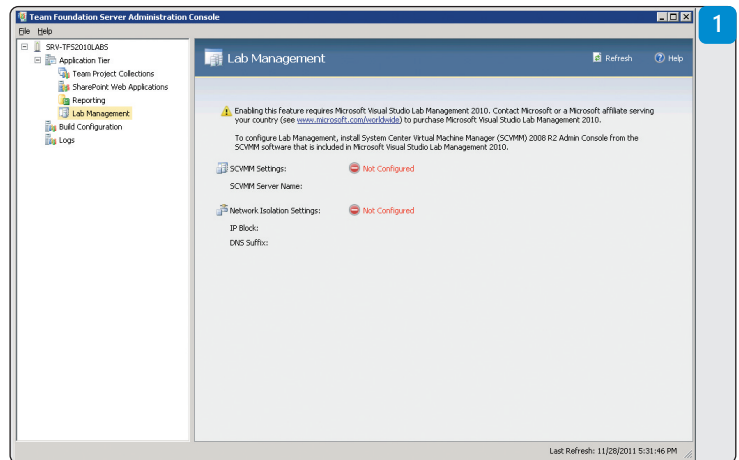 Team Foundation Server Administration Console
1
File Help
SRV-TFS2010LABS
Application Tier
Team Project Collections
SharePoint Web Applications
Reporting
Lab Management
Build Configuration
Logs
Lab Management
Refresh
Help
Enabling this feature requires Microsoft Visual Studio Lab Management 2010. Contact Microsoft or a Microsoft affiliate serving
your country (see www.microsoft.com/worldwide) to purchase Microsoft Visual Studio Lab Management 2010.
To configure Lab Management, install System Center Virtual Machine Manager (SCVMM) 2008 R2 Admin Console from the
SCVMM software that is included in Microsoft Visual Studio Lab Management 2010.
SCVMM Settings: Not Configured
SCVMM Server Name:
Network Isolation Settings: Not Configured
IP Block:
DNS Suffix:
Last Refresh: 11/28/2011 5:31:46 PM